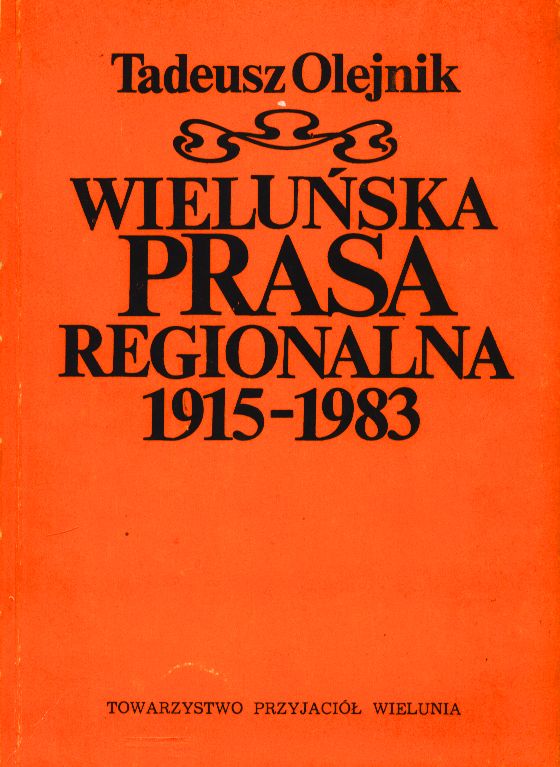 Tadeusz Olejnik
WIELUŃSKA
PRASA
REGIONALNA
1915-1983
TOWARZYSTWO PRZYJACIÓŁ WIELUNIA